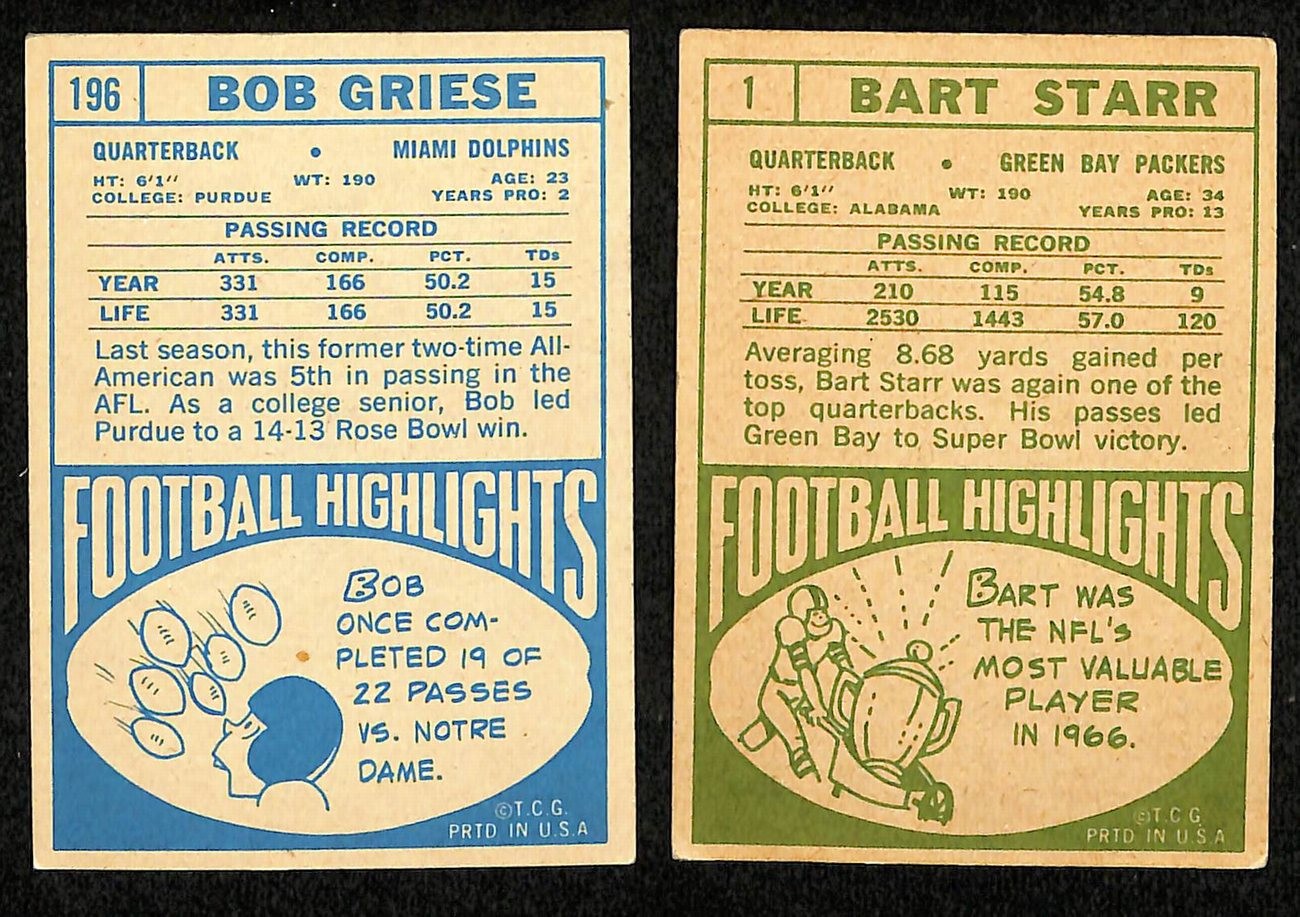 196 BOB GRIESE
QUARTERBACK • MIAMI DOLPHINS
HT: 6'1'' WT: 190 AGE: 23
COLLEGE: PURDUE YEARS PRO: 2
PASSING RECORD
ATTS. COMP. PCT. TDs
YEAR 331 166 50.2 15
LIFE 331 166 50.2 15
Last season, this former two-time All-
American was 5th in passing in the
AFL. As a college senior, Bob led
Purdue to a 14-13 Rose Bowl win.
FOOTBALL HIGHLIGHTS
BOB
ONCE COM-
PLETED 19 OF
22 PASSES
VS. NOTRE
DAME.
©T.C.G.
PRTD IN U.S.A
1 BART STARR
QUARTERBACK • GREEN BAY PACKERS
HT: 6'1'' WT: 190 AGE: 34
COLLEGE: ALABAMA YEARS PRO: 13
PASSING RECORD
ATTS. COMP. PCT. TDs
YEAR 210 115 54.8 9
LIFE 2530 1443 57.0 120
Averaging 8.68 yards gained per
toss, Bart Starr was again one of the
top quarterbacks. His passes led
Green Bay to Super Bowl victory.
FOOTBALL HIGHLIGHTS
BART WAS
THE NFL'S
MOST VALUABLE
PLAYER
IN 1966.
©T.C.G.
PRTD IN U.S.A